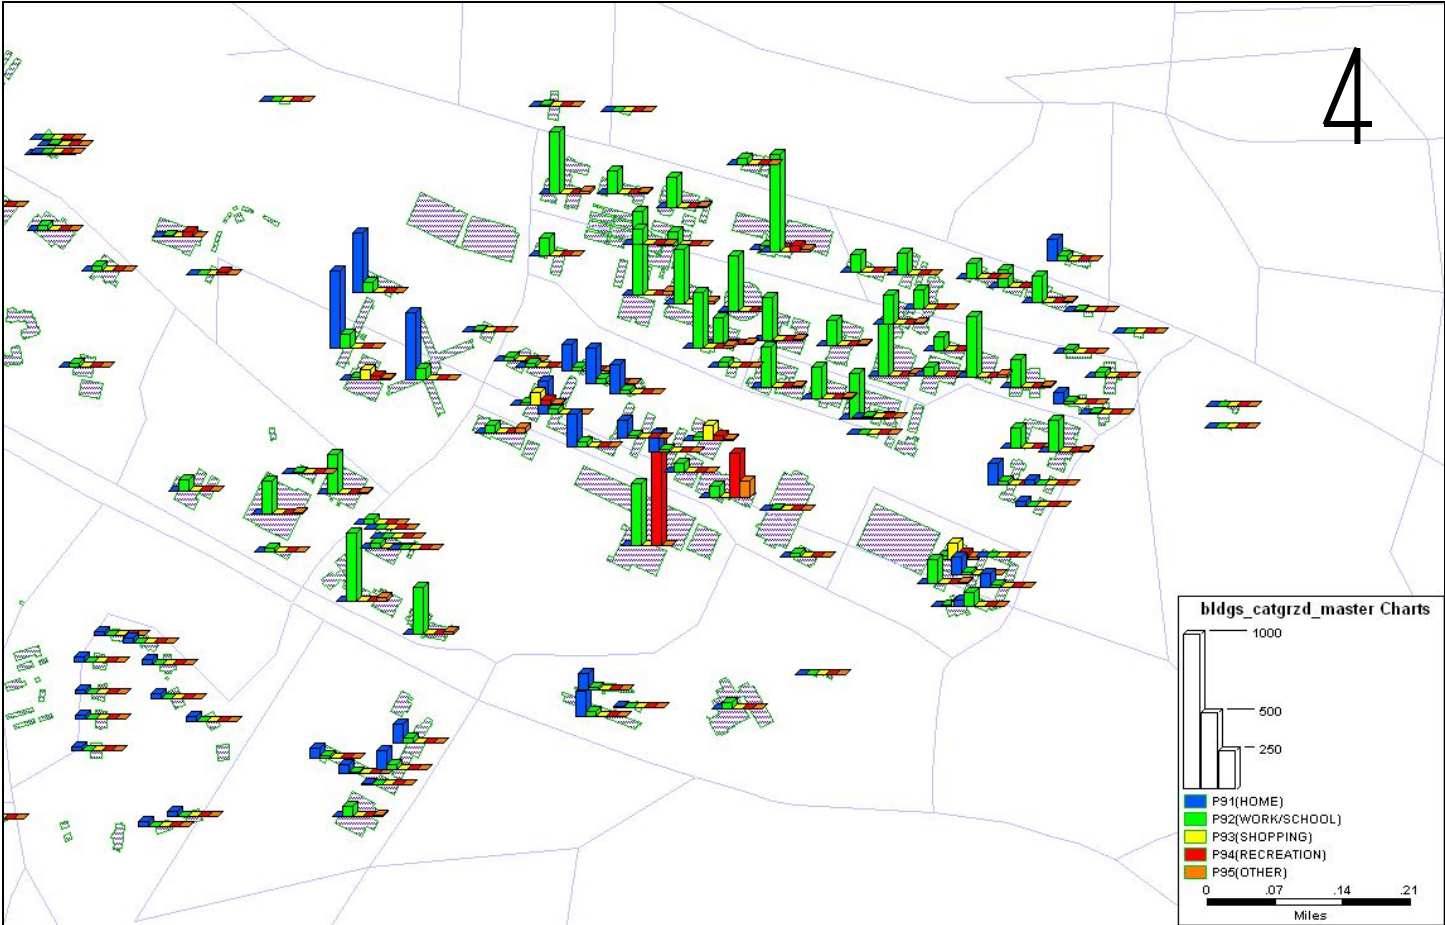 4
bldgs_catgrzd_master Charts
1000
500
250
P91(HOME)
P92(WORK/SCHOOL)
P93(SHOPPING)
P94(RECREATION)
P95(OTHER)
0 .07 .14 .21
Miles